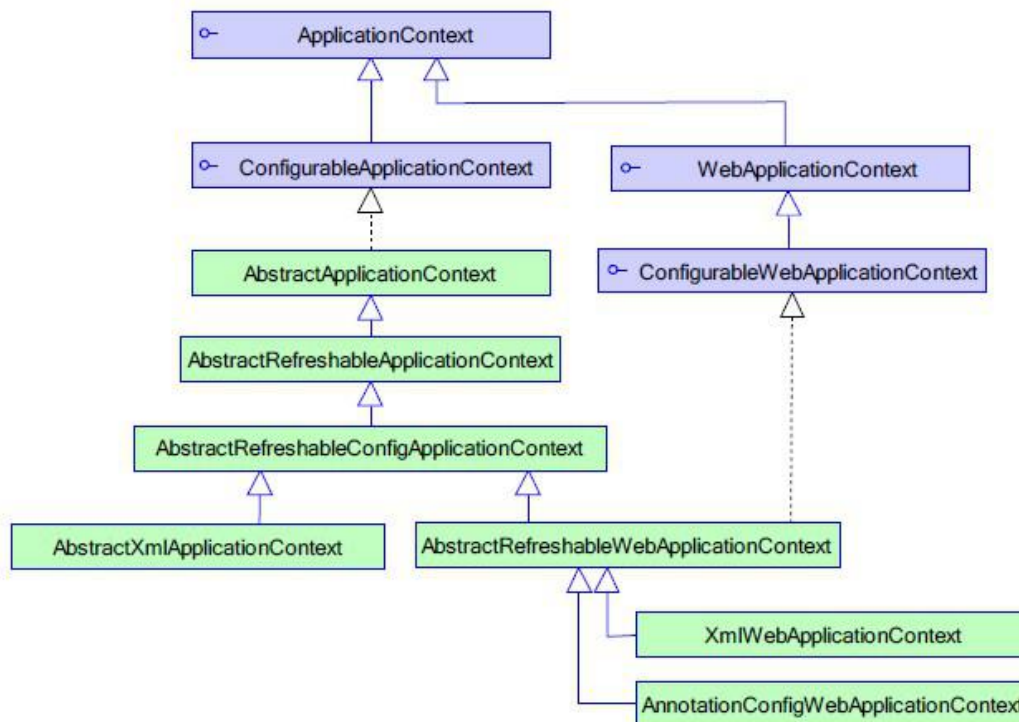 ApplicationContext
ConfigurableApplicationContext
WebApplicationContext
AbstractApplicationContext
ConfigurableWebApplicationContext
AbstractRefreshableApplicationContext
AbstractRefreshableConfigApplicationContext
AbstractXmlApplicationContext
AbstractRefreshableWebApplicationContext
XmlWebApplicationContext
AnnotationConfigWebApplicationContext